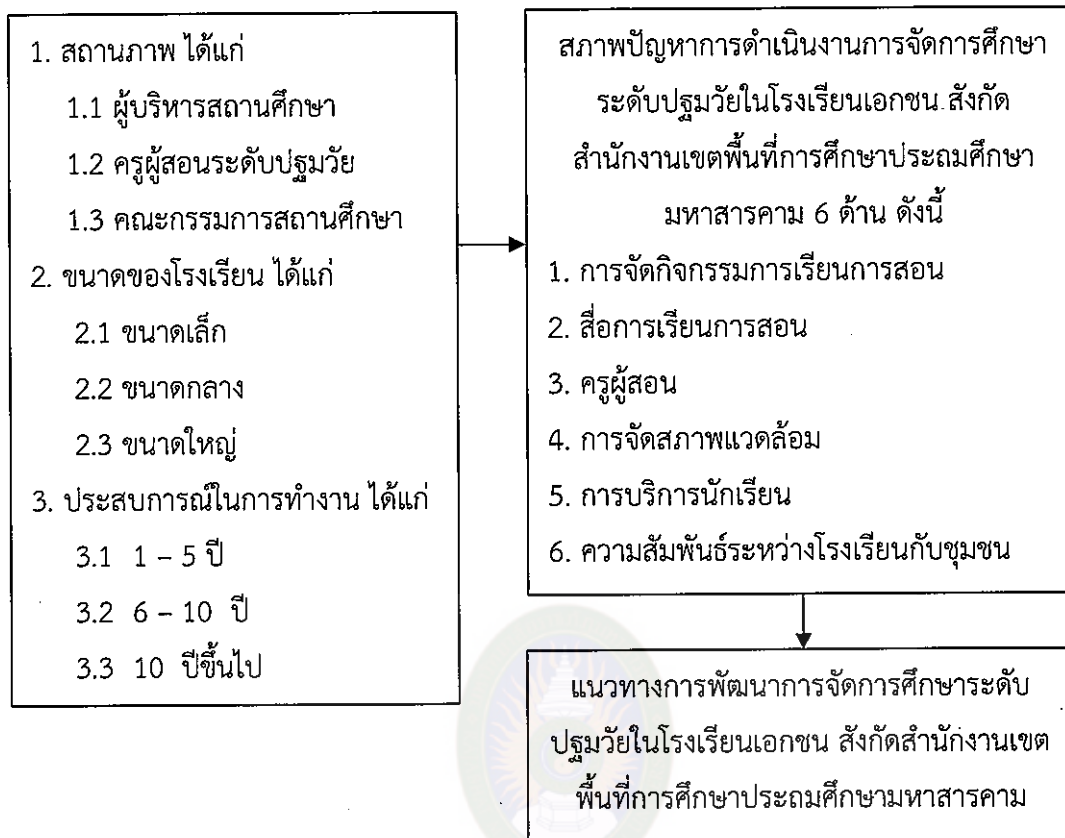 1. สถานภาพ ได้แก่
1.1 ผู้บริหารสถานศึกษา
1.2 ครูผู้สอนระดับปฐมวัย
1.3 คณะกรรมการสถานศึกษา
2. ขนาดของโรงเรียน ได้แก่
2.1 ขนาดเล็ก
2.2 ขนาดกลาง
2.3 ขนาดใหญ่
3. ประสบการณ์ในการทำงาน ได้แก่
3.1 1 – 5 ปี
3.2 6 – 10 ปี
3.3 10 ปีขึ้นไป
สภาพปัญหาการดำเนินงานการจัดการศึกษา
ระดับปฐมวัยในโรงเรียนเอกชน สังกัด
สำนักงานเขตพื้นที่การศึกษาประถมศึกษา
มหาสารคาม 6 ด้าน ดังนี้
1. การจัดกิจกรรมการเรียนการสอน
2. สื่อการเรียนการสอน
3. ครูผู้สอน
4. การจัดสภาพแวดล้อม
5. การบริการนักเรียน
6. ความสัมพันธ์ระหว่างโรงเรียนกับชุมชน
แนวทางการพัฒนาการจัดการศึกษาระดับ
ปฐมวัยในโรงเรียนเอกชน สังกัดสำนักงานเขต
พื้นที่การศึกษาประถมศึกษามหาสารคาม